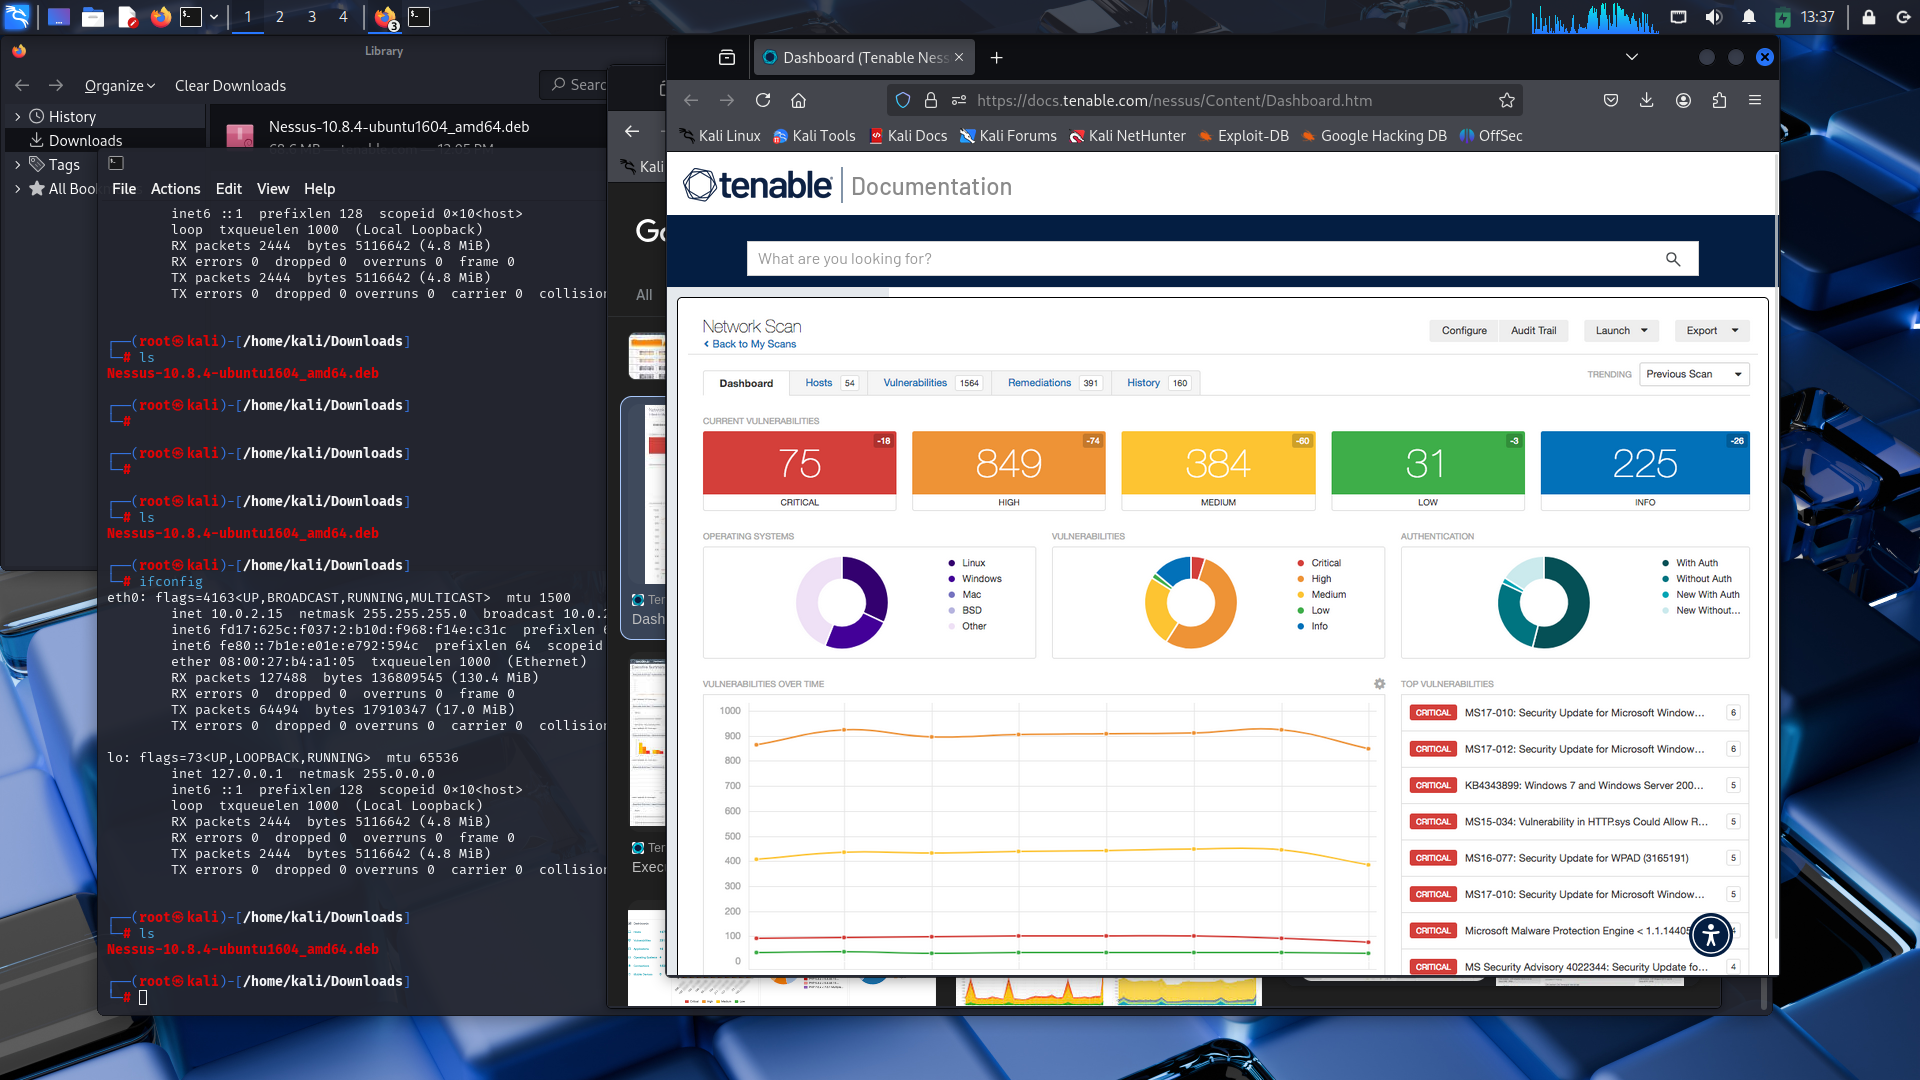 1 2 3 4
3
13:37
Library
Organize
Clear Downloads
Searc
History
Downloads
Tags
All Boo
Nessus-10.8.4-ubuntu1604_amd64.deb
File Actions Edit View Help
inet6 ::1 prefixlen 128 scopeid 0×10<host>
loop txqueuelen 1000 (Local Loopback)
RX packets 2444 bytes 5116642 (4.8 MiB)
RX errors 0 dropped 0 overruns 0 frame 0
TX packets 2444 bytes 5116642 (4.8 MiB)
TX errors 0 dropped 0 overruns 0 carrier 0 collision
┌──(root㉿kali)-[/home/kali/Downloads]
└─# ls
Nessus-10.8.4-ubuntu1604_amd64.deb
┌──(root㉿kali)-[/home/kali/Downloads]
└─#
┌──(root㉿kali)-[/home/kali/Downloads]
└─#
┌──(root㉿kali)-[/home/kali/Downloads]
└─# ls
Nessus-10.8.4-ubuntu1604_amd64.deb
┌──(root㉿kali)-[/home/kali/Downloads]
└─# ifconfig
eth0: flags=4163<UP,BROADCAST,RUNNING,MULTICAST> mtu 1500
inet 10.0.2.15 netmask 255.255.255.0 broadcast 10.0.2
inet6 fd17:625c:f037:2:b10d:f968:f14e:c31c prefixlen 6
inet6 fe80::7b1e:e01e:e792:594c prefixlen 64 scopeid
ether 08:00:27:b4:a1:05 txqueuelen 1000 (Ethernet)
RX packets 127488 bytes 136809545 (130.4 MiB)
RX errors 0 dropped 0 overruns 0 frame 0
TX packets 64494 bytes 17910347 (17.0 MiB)
TX errors 0 dropped 0 overruns 0 carrier 0 collision
lo: flags=73<UP,LOOPBACK,RUNNING> mtu 65536
inet 127.0.0.1 netmask 255.0.0.0
inet6 ::1 prefixlen 128 scopeid 0×10<host>
loop txqueuelen 1000 (Local Loopback)
RX packets 2444 bytes 5116642 (4.8 MiB)
RX errors 0 dropped 0 overruns 0 frame 0
TX packets 2444 bytes 5116642 (4.8 MiB)
TX errors 0 dropped 0 overruns 0 carrier 0 collision
┌──(root㉿kali)-[/home/kali/Downloads]
└─# ls
Nessus-10.8.4-ubuntu1604_amd64.deb
┌──(root㉿kali)-[/home/kali/Downloads]
└─#
Kali
Go
All
Ter
Dash
Ter
Exec
Dashboard (Tenable Ness
https://docs.tenable.com/nessus/Content/Dashboard.htm
Kali Linux
Kali Tools
Kali Docs
Kali Forums
Kali NetHunter
Exploit-DB
Google Hacking DB
OffSec
tenable Documentation
What are you looking for?
Network Scan
Back to My Scans
Configure
Audit Trail
Launch
Export
Dashboard
Hosts 54
Vulnerabilities 1564
Remediations 391
History 160
TRENDING
Previous Scan
CURRENT VULNERABILITIES
-18
75
CRITICAL
-74
849
HIGH
-60
384
MEDIUM
-3
31
LOW
-26
225
INFO
OPERATING SYSTEMS
Linux
Windows
Mac
BSD
Other
VULNERABILITIES
Critical
High
Medium
Low
Info
AUTHENTICATION
With Auth
Without Auth
New With Auth
New Without...
VULNERABILITIES OVER TIME
1000
900
800
700
600
500
400
300
200
100
0
TOP VULNERABILITIES
CRITICAL MS17-010: Security Update for Microsoft Window... 6
CRITICAL MS17-012: Security Update for Microsoft Window... 6
CRITICAL KB4343899: Windows 7 and Windows Server 200... 5
CRITICAL MS15-034: Vulnerability in HTTP.sys Could Allow R... 5
CRITICAL MS16-077: Security Update for WPAD (3165191) 5
CRITICAL MS17-010: Security Update for Microsoft Window... 5
CRITICAL Microsoft Malware Protection Engine < 1.1.14405
CRITICAL MS Security Advisory 4022344: Security Update fo... 4